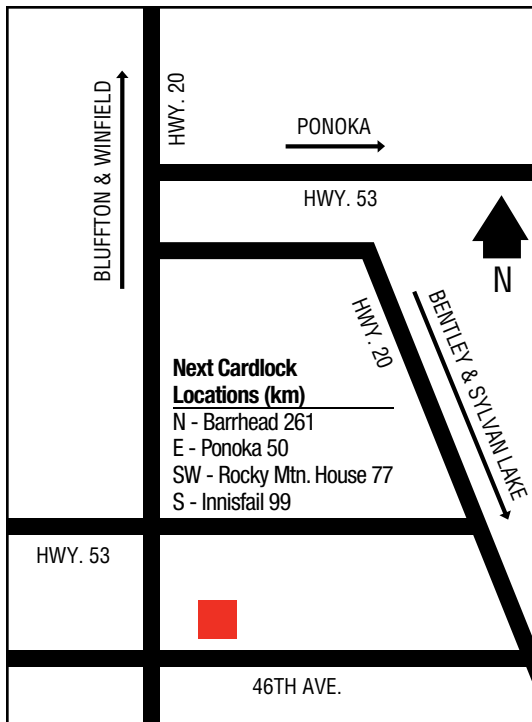 BLUFFTON & WINFIELD
HWY. 20
PONOKA
HWY. 53
N
HWY. 20
BENTLEY & SYLVAN LAKE
Next Cardlock
Locations (km)
N - Barrhead 261
E - Ponoka 50
SW - Rocky Mtn. House 77
S - Innisfail 99
HWY. 53
46TH AVE.